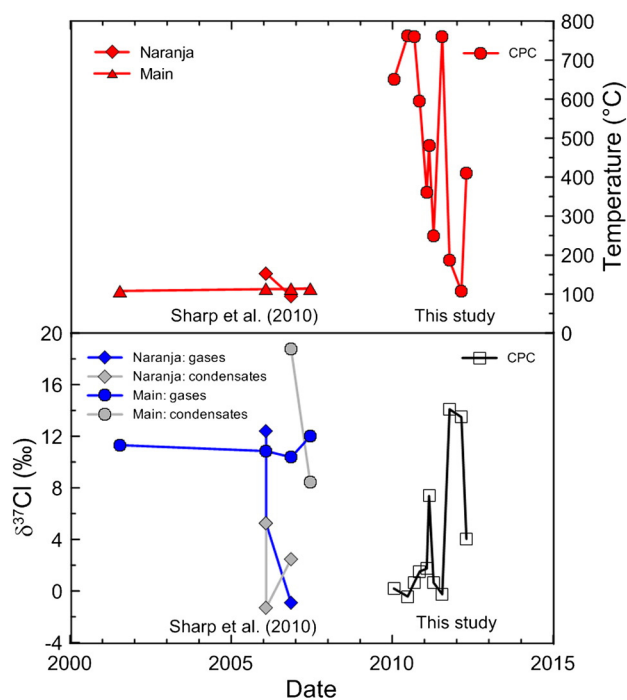 800
Naranja
Main
CPC
700
600
500
400
300
200
100
0
Temperature (°C)
Sharp et al. (2010)
This study
20
16
12
8
4
0
-4
δ³⁷Cl (‰)
Naranja: gases
Naranja: condensates
Main: gases
Main: condensates
CPC
Sharp et al. (2010)
This study
2000
2005
2010
2015
Date